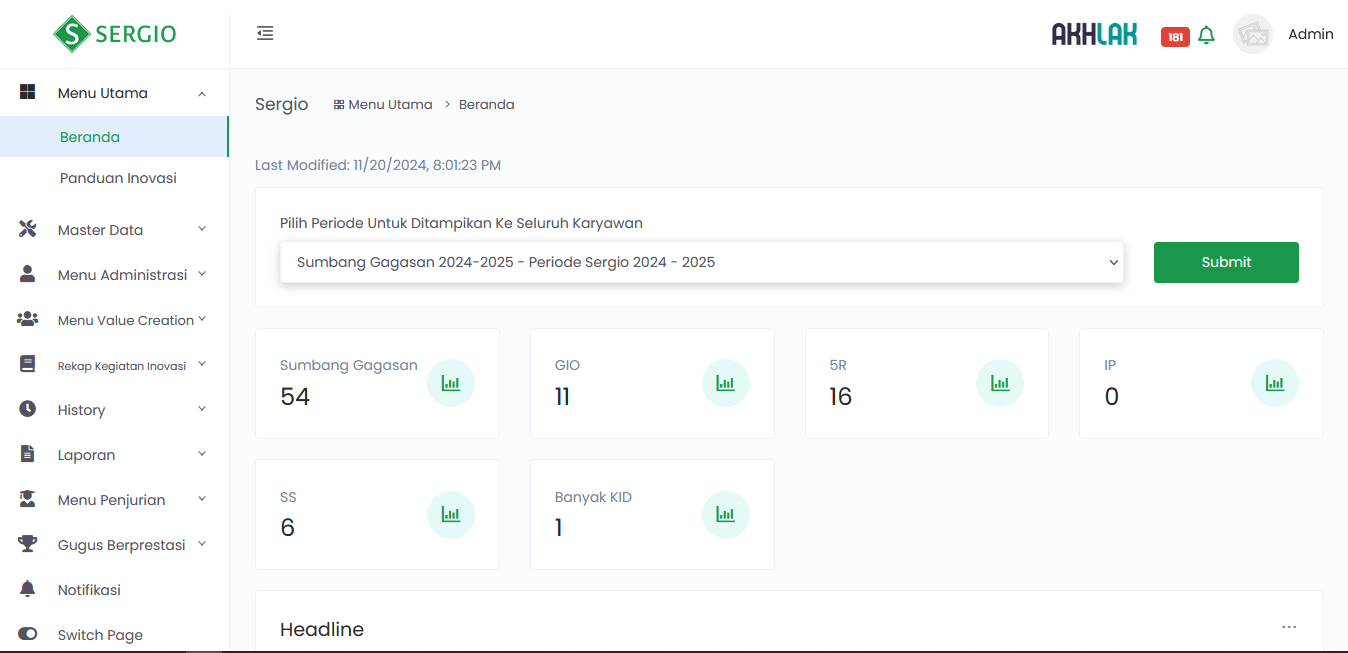 SERGIO
AKHLAK
181
Admin
Menu Utama
Beranda
Panduan Inovasi
Master Data
Menu Administrasi
Menu Value Creation
Rekap Kegiatan Inovasi
History
Laporan
Menu Penjurian
Gugus Berprestasi
Notifikasi
Switch Page
Sergio Menu Utama > Beranda
Last Modified: 11/20/2024, 8:01:23 PM
Pilih Periode Untuk Ditampikan Ke Seluruh Karyawan
Sumbang Gagasan 2024-2025 - Periode Sergio 2024 - 2025
Submit
Sumbang Gagasan
54
GIO
11
5R
16
IP
0
SS
6
Banyak KID
1
Headline
...